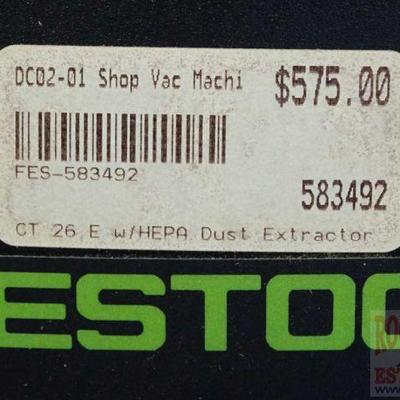 DC02-01 Shop Vac Machi $575.00
FES-583492
583492
CT 26 E w/HEPA Dust Extractor
ESTOO